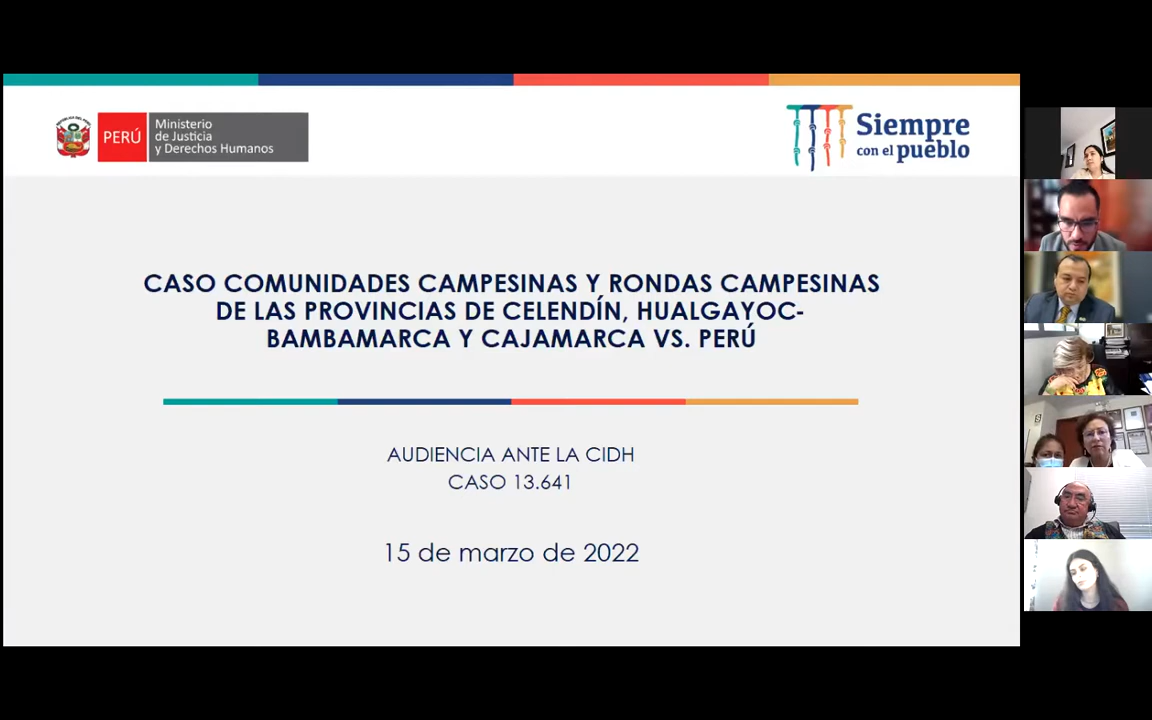 PERÚ
Ministerio
de Justicia
y Derechos Humanos
Siempre
con el pueblo
CASO COMUNIDADES CAMPESINAS Y RONDAS CAMPESINAS
DE LAS PROVINCIAS DE CELENDÍN, HUALGAYOC-
BAMBAMARCA Y CAJAMARCA VS. PERÚ
AUDIENCIA ANTE LA CIDH
CASO 13.641
15 de marzo de 2022